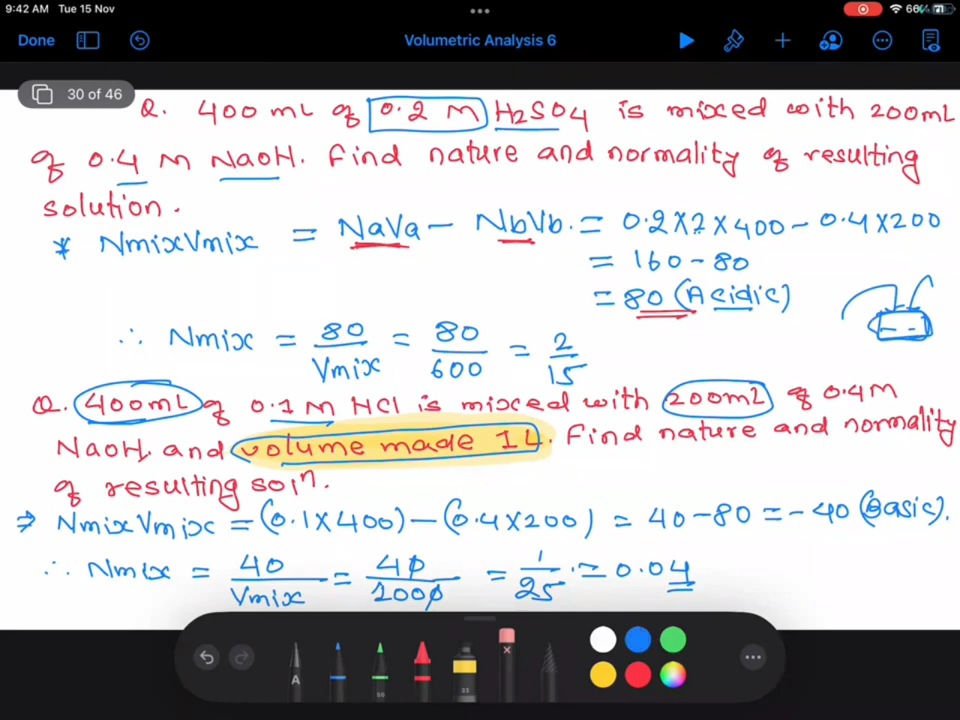 9:42 AM Tue 15 Nov
66%
Done
Volumetric Analysis 6
30 of 46
Q. 400 mL of 0.2 M H2SO4 is mixed with 200mL
of 0.4 M NaOH. Find nature and normality of resulting
solution.
* NmixVmix = NaVa - NbVb. = 0.2×2×400 - 0.4×200
= 160-80
= 80 (Acidic)
∴ Nmix = 80/Vmix = 80/600 = 2/15
Q. 400mL of 0.1 M HCl is mixed with 200mL of 0.4M
NaOH. and volume made 1L. Find nature and normality
of resulting soln.
⇒ NmixVmix = (0.1×400) - (0.4×200) = 40-80 = -40 (Basic).
∴ Nmix = 40/Vmix = 40/1000 = 1/25 = 0.04
A
50
33